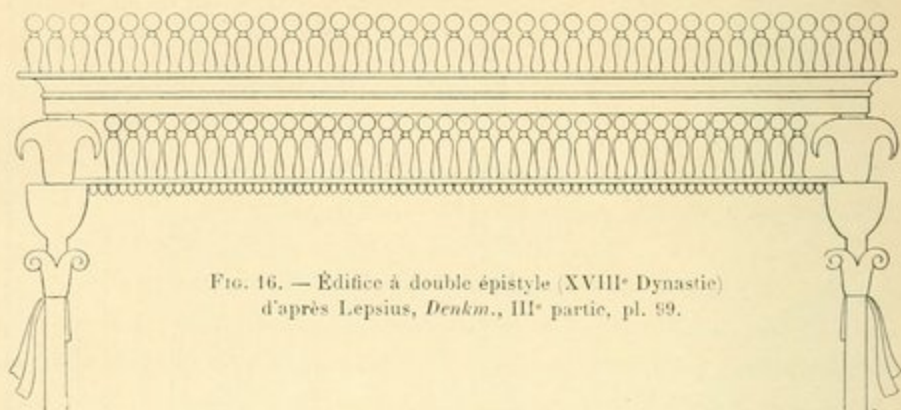 Fig. 16. — Édifice à double épistyle (XVIIIe Dynastie)
d'après Lepsius, Denkm., IIIe partie, pl. 99.